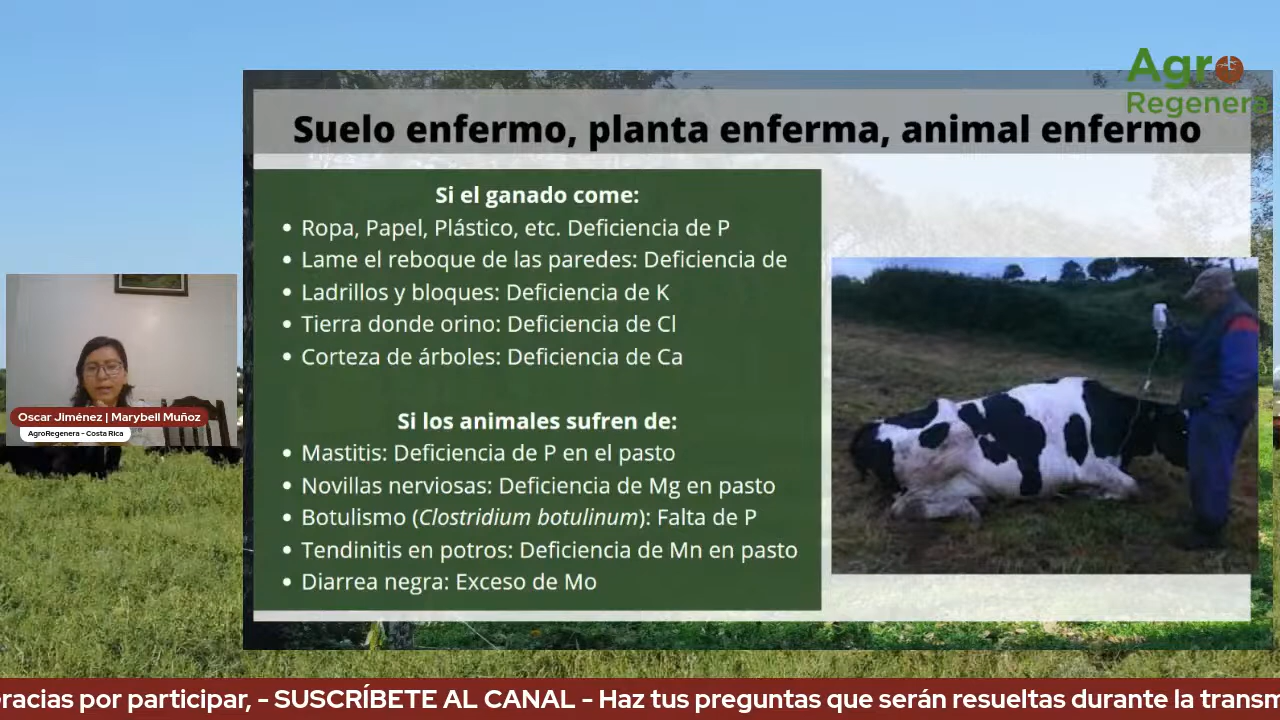 Agro
Regenera
Suelo enfermo, planta enferma, animal enfermo
Si el ganado come:
Ropa, Papel, Plástico, etc. Deficiencia de P
Lame el reboque de las paredes: Deficiencia de
Ladrillos y bloques: Deficiencia de K
Tierra donde orino: Deficiencia de Cl
Corteza de árboles: Deficiencia de Ca
Si los animales sufren de:
Mastitis: Deficiencia de P en el pasto
Novillas nerviosas: Deficiencia de Mg en pasto
Botulismo (Clostridium botulinum): Falta de P
Tendinitis en potros: Deficiencia de Mn en pasto
Diarrea negra: Exceso de Mo
Oscar Jiménez | Marybell Muñoz
AgroRegenera - Costa Rica
racias por participar, - SUSCRÍBETE AL CANAL - Haz tus preguntas que serán resueltas durante la transm